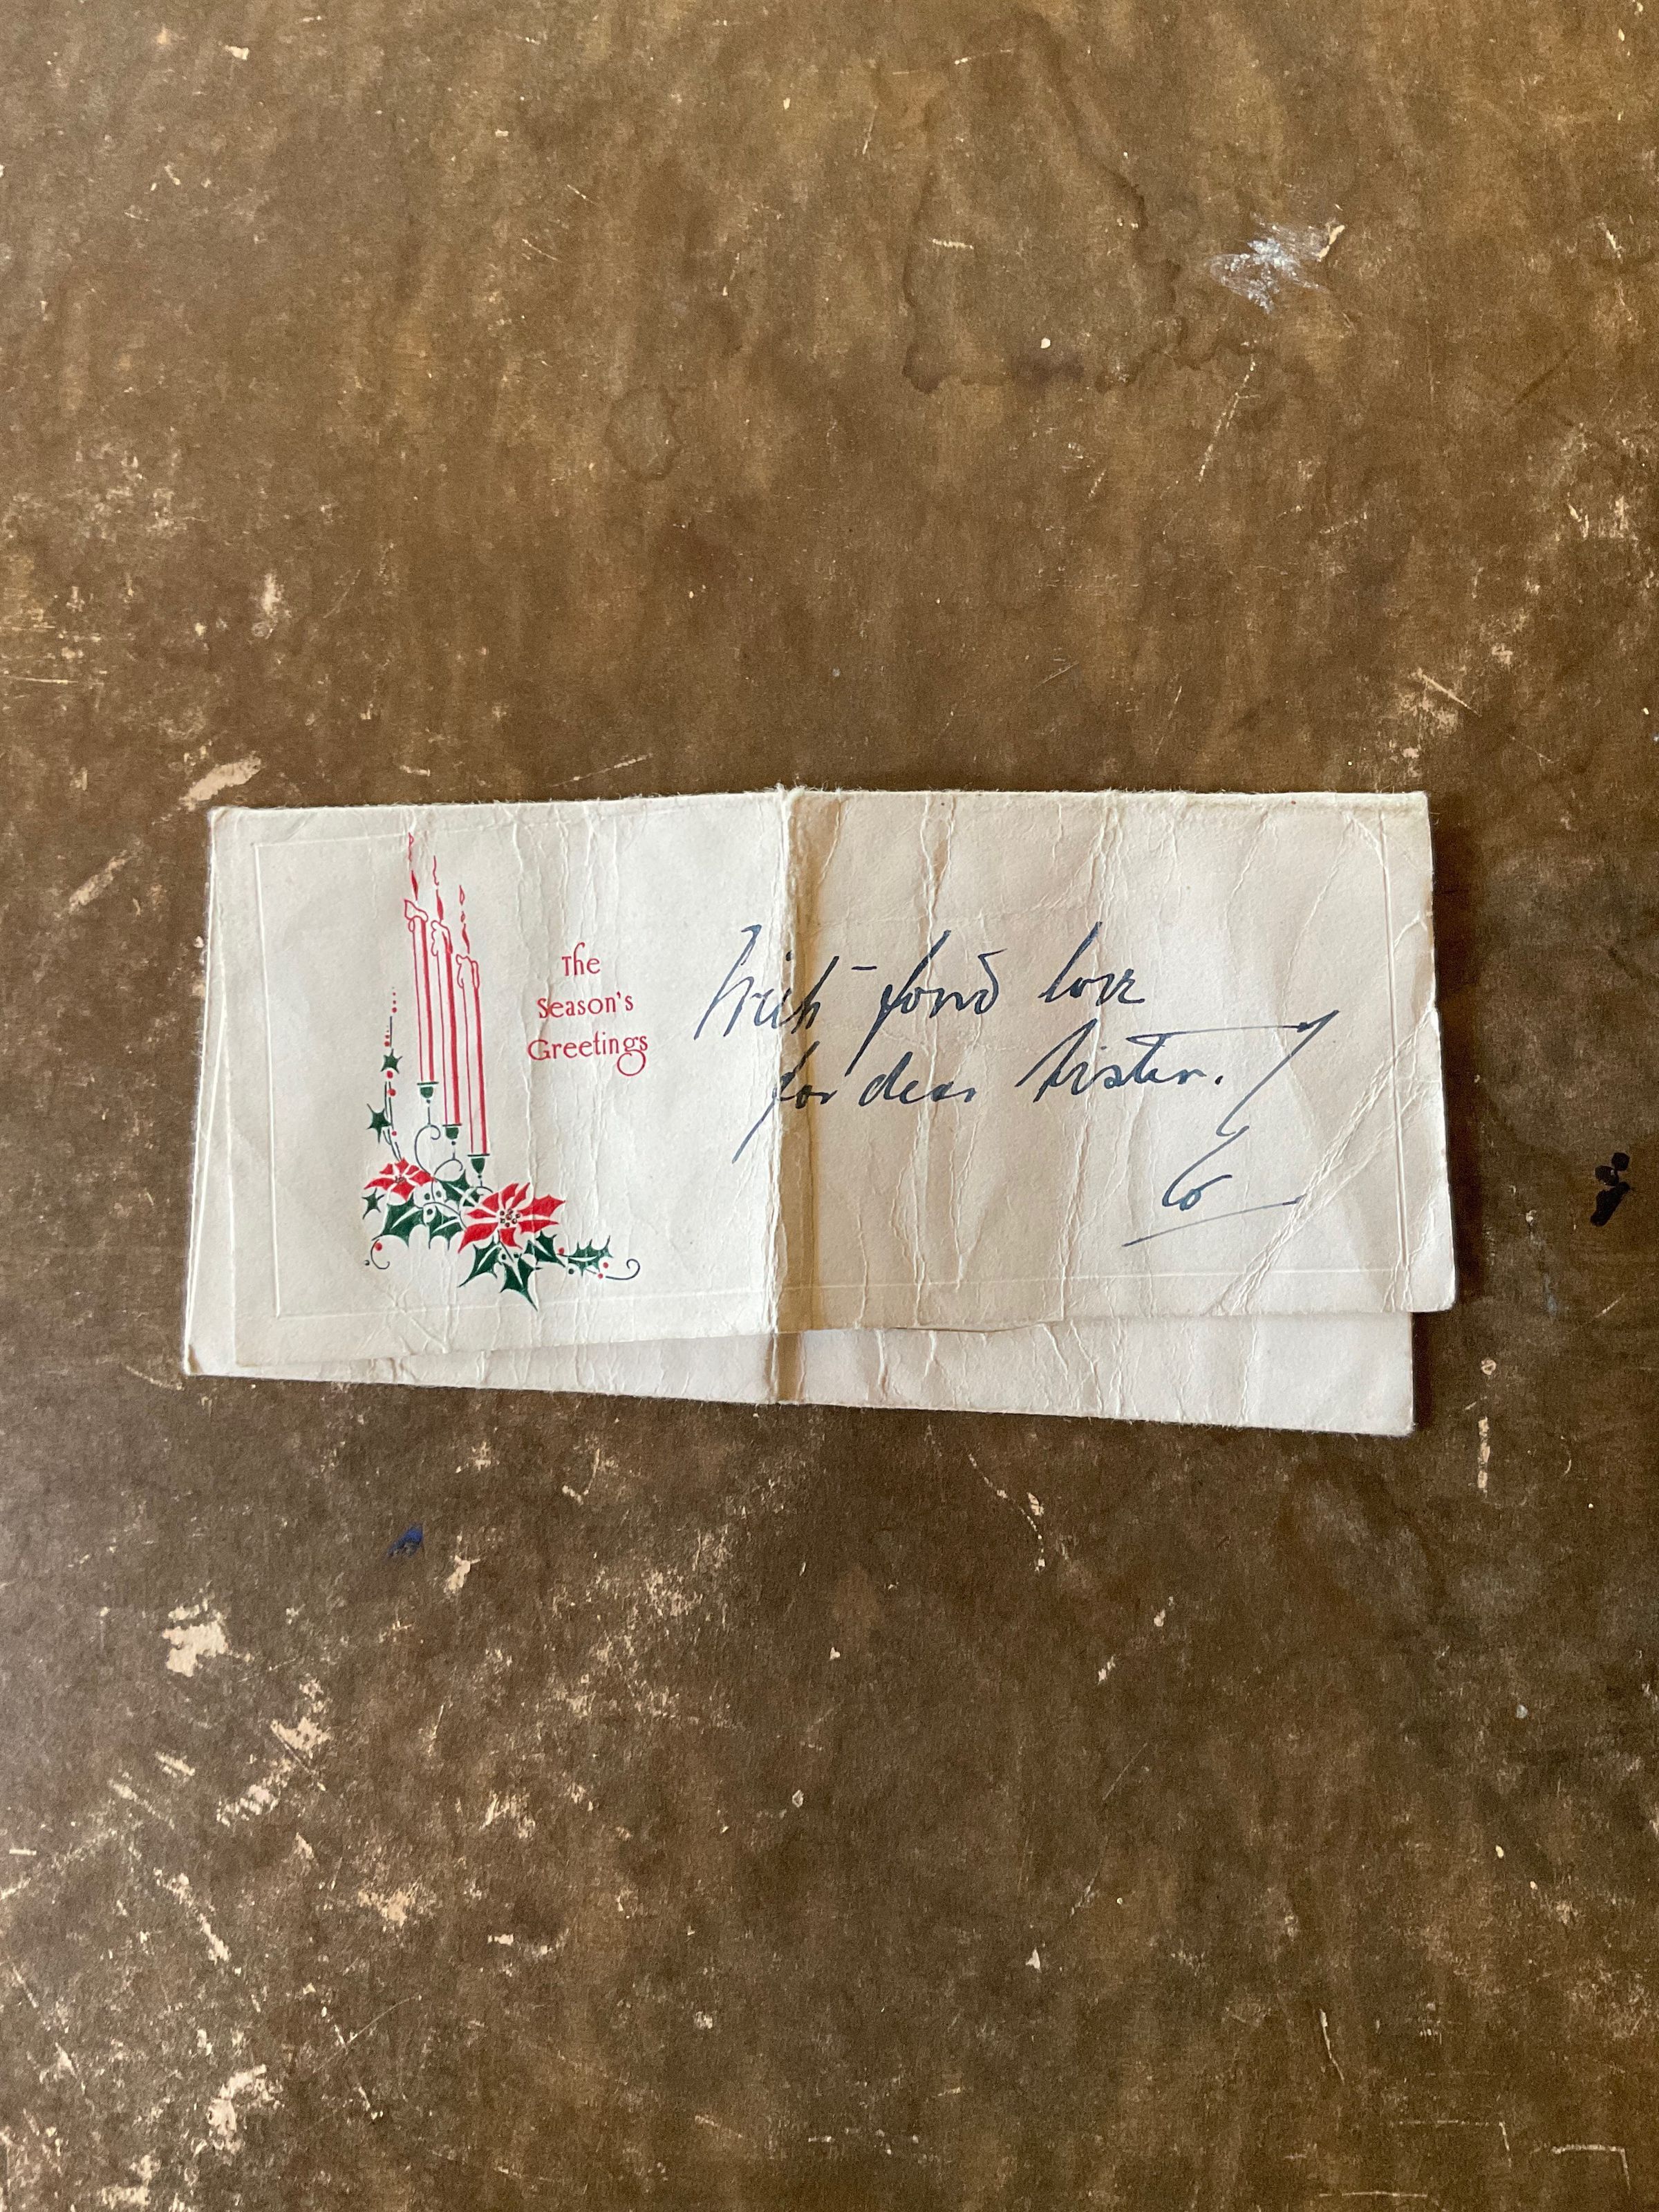 The
Season's
Greetings
With fond love
for dear Sister.